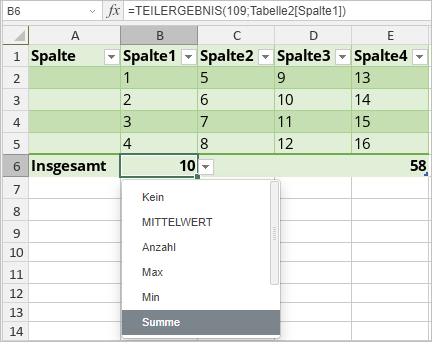 B6 fx =TEILERGEBNIS(109;Tabelle2[Spalte1])
A B C D E
1 Spalte Spalte1 Spalte2 Spalte3 Spalte4
2 1 5 9 13
3 2 6 10 14
4 3 7 11 15
5 4 8 12 16
6 Insgesamt 10 58
7
8 Kein
9 MITTELWERT
10 Anzahl
11 Max
12 Min
13 Summe
14